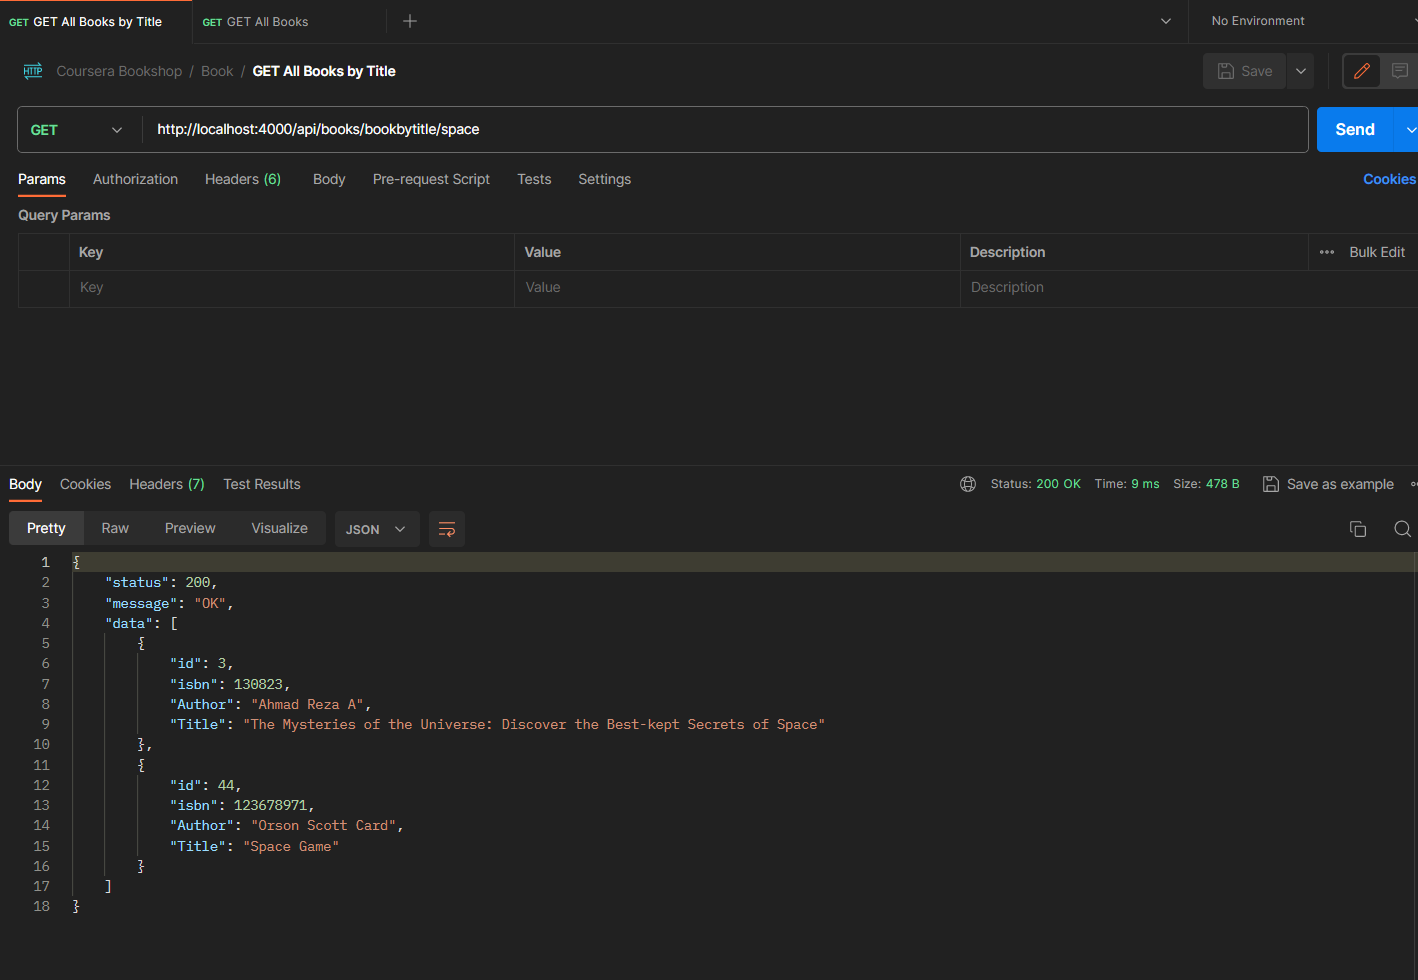 GET GET All Books by Title GET GET All Books No Environment
HTTP Coursera Bookshop / Book / GET All Books by Title Save
GET http://localhost:4000/api/books/bookbytitle/space Send
Params Authorization Headers (6) Body Pre-request Script Tests Settings Cookies
Query Params
Key Value Description Bulk Edit
Key Value Description
Body Cookies Headers (7) Test Results Status: 200 OK Time: 9 ms Size: 478 B Save as example
Pretty Raw Preview Visualize JSON
1 {
2 "status": 200,
3 "message": "OK",
4 "data": [
5 {
6 "id": 3,
7 "isbn": 130823,
8 "Author": "Ahmad Reza A",
9 "Title": "The Mysteries of the Universe: Discover the Best-kept Secrets of Space"
10 },
11 {
12 "id": 44,
13 "isbn": 123678971,
14 "Author": "Orson Scott Card",
15 "Title": "Space Game"
16 }
17 ]
18 }